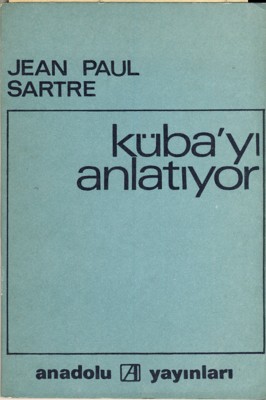 JEAN PAUL
SARTRE
küba'yı
anlatıyor
anadolu A yayınları